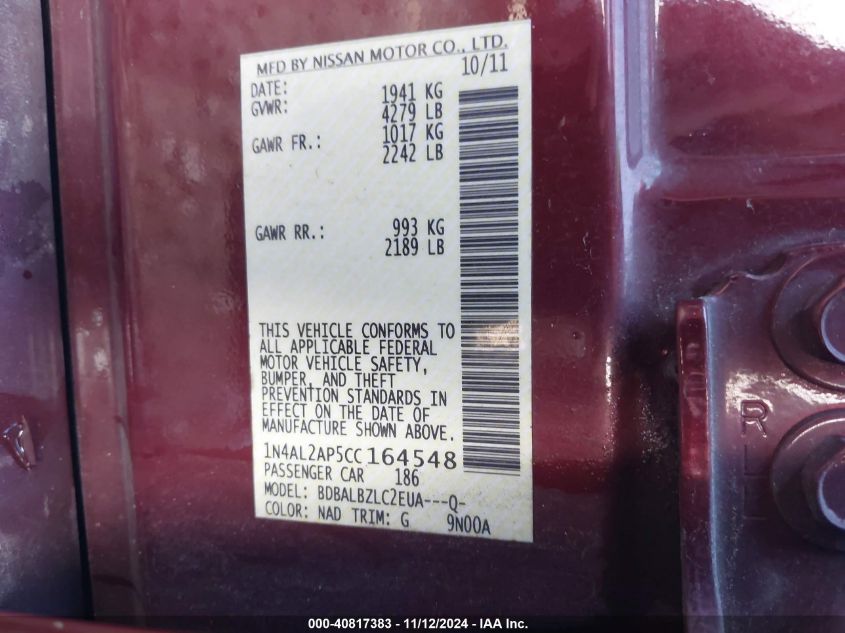 MFD BY NISSAN MOTOR CO., LTD.
DATE: 10/11
GVWR: 1941 KG
4279 LB
GAWR FR.: 1017 KG
2242 LB
GAWR RR.: 993 KG
2189 LB
THIS VEHICLE CONFORMS TO
ALL APPLICABLE FEDERAL
MOTOR VEHICLE SAFETY,
BUMPER, AND THEFT
PREVENTION STANDARDS IN
EFFECT ON THE DATE OF
MANUFACTURE SHOWN ABOVE.
1N4AL2AP5CC164548
PASSENGER CAR 186
MODEL: BDBALBZLC2EUA---Q-
COLOR: NAD TRIM: G 9N00A
000-40817383 - 11/12/2024 - IAA Inc.